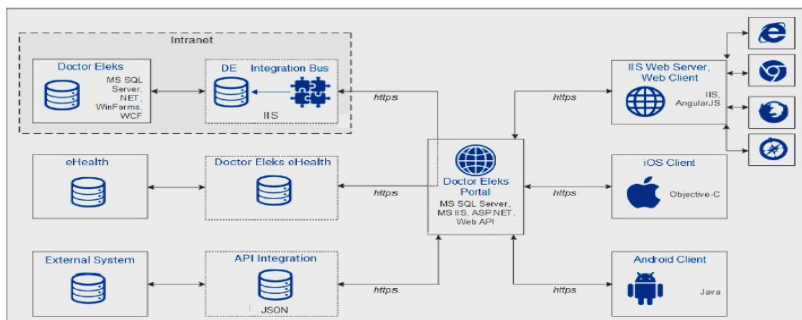 Intranet
Doctor Eleks
MS SQL
Server,
.NET,
WinForms,
WCF
DE
Integration Bus
IIS
https
https
IIS Web Server,
Web Client
IIS,
AngularJS
eHealth
Doctor Eleks eHealth
https
Doctor Eleks
Portal
MS SQL Server,
MS IIS, ASP.NET,
Web API
https
iOS Client
Objective-C
External System
API Integration
JSON
https
https
Android Client
Java